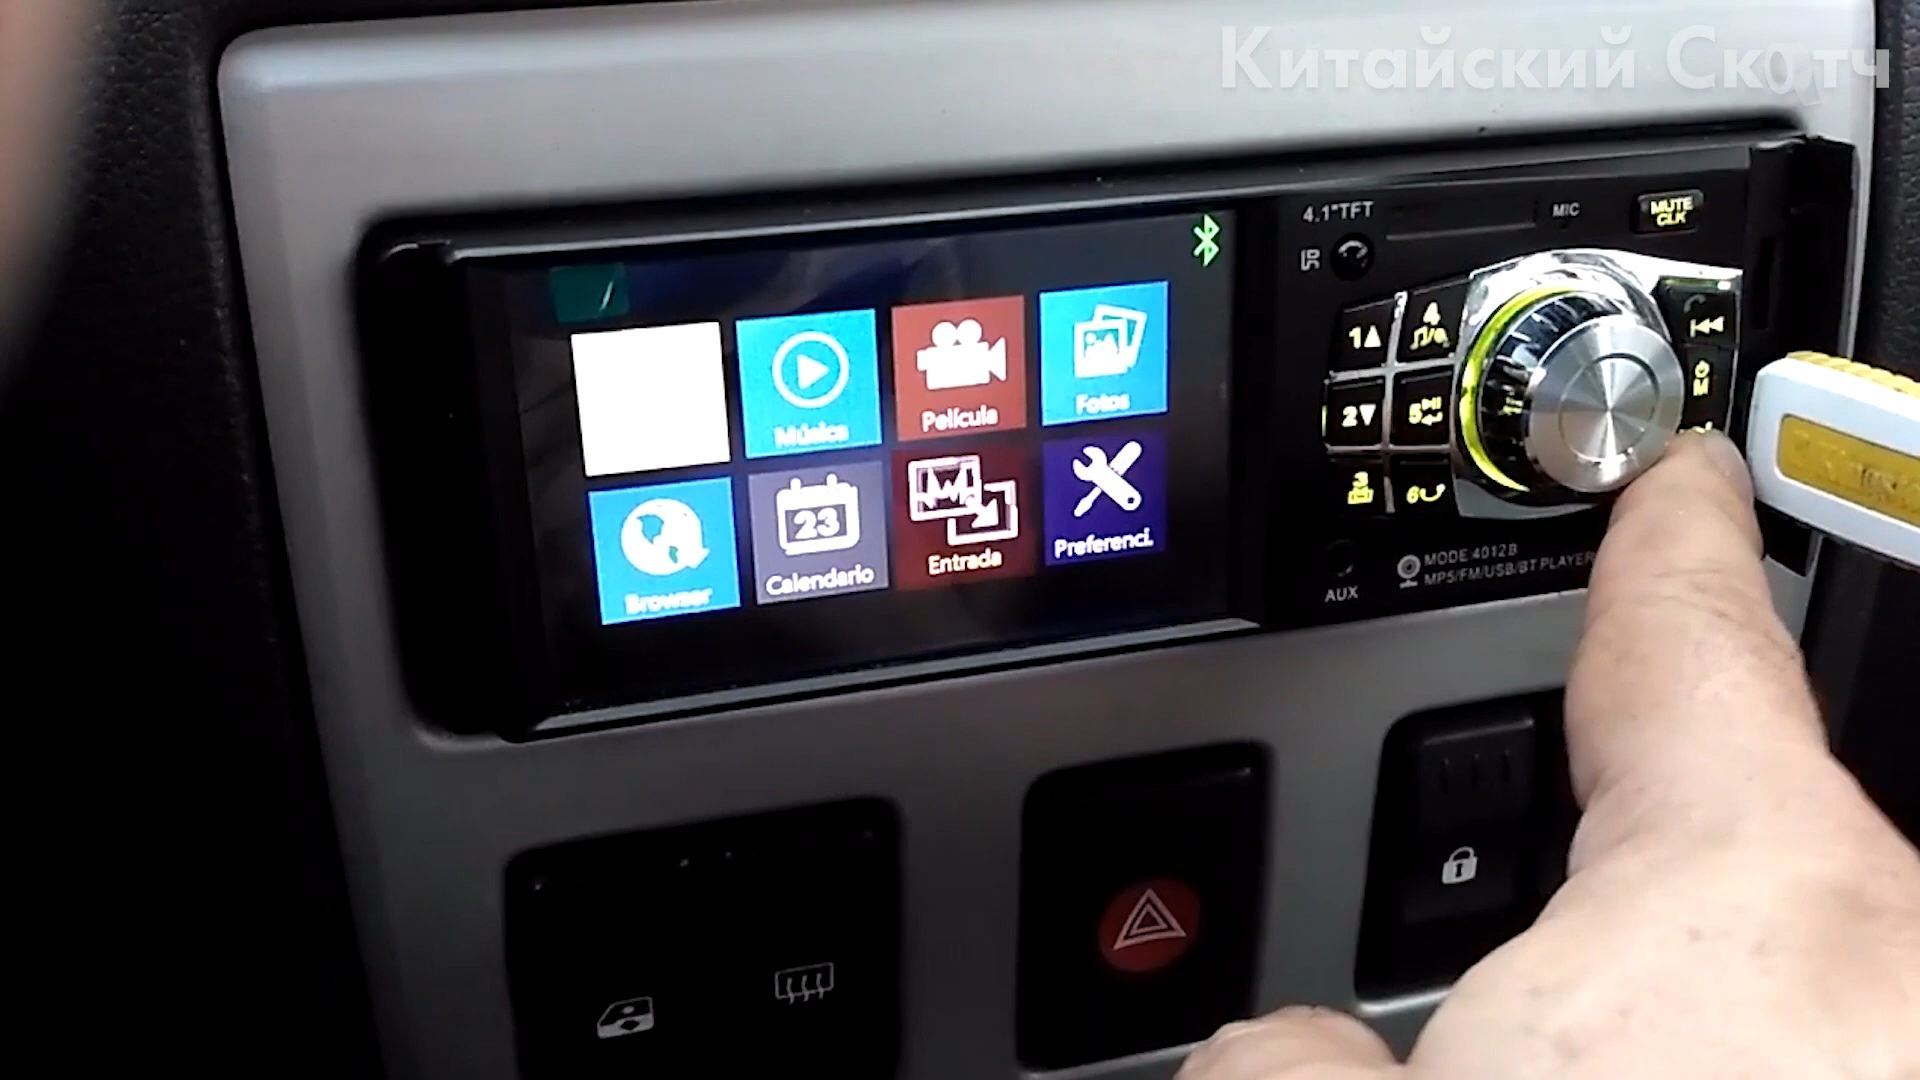 Китайский Скотч
4.1"TFT
MIC
MUTE
CLK
IR
1
4
2
5
M
3
6
Música
Película
Fotos
Browser
23
Calendario
Entrada
Preferenci.
MODE 4012B
MP5/FM/USB/BT PLAYER
AUX